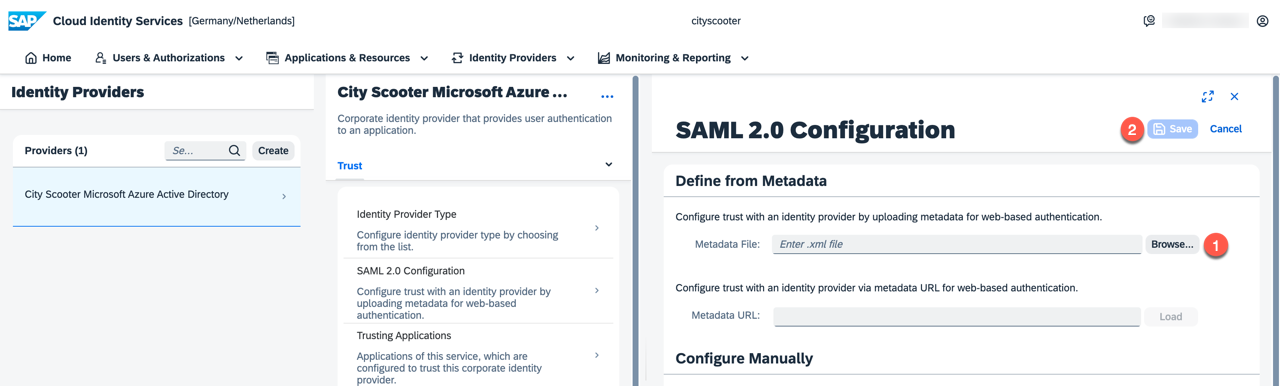 SAP Cloud Identity Services [Germany/Netherlands]
cityscooter
Home
Users & Authorizations
Applications & Resources
Identity Providers
Monitoring & Reporting
Identity Providers
Providers (1)
Se...
Create
City Scooter Microsoft Azure Active Directory
City Scooter Microsoft Azure ...
...
Corporate identity provider that provides user authentication
to an application.
Trust
Identity Provider Type
Configure identity provider type by choosing
from the list.
SAML 2.0 Configuration
Configure trust with an identity provider by
uploading metadata for web-based
authentication.
Trusting Applications
Applications of this service, which are
configured to trust this corporate identity
provider.
SAML 2.0 Configuration
2
Save
Cancel
Define from Metadata
Configure trust with an identity provider by uploading metadata for web-based authentication.
Metadata File:
Enter .xml file
Browse...
1
Configure trust with an identity provider via metadata URL for web-based authentication.
Metadata URL:
Load
Configure Manually